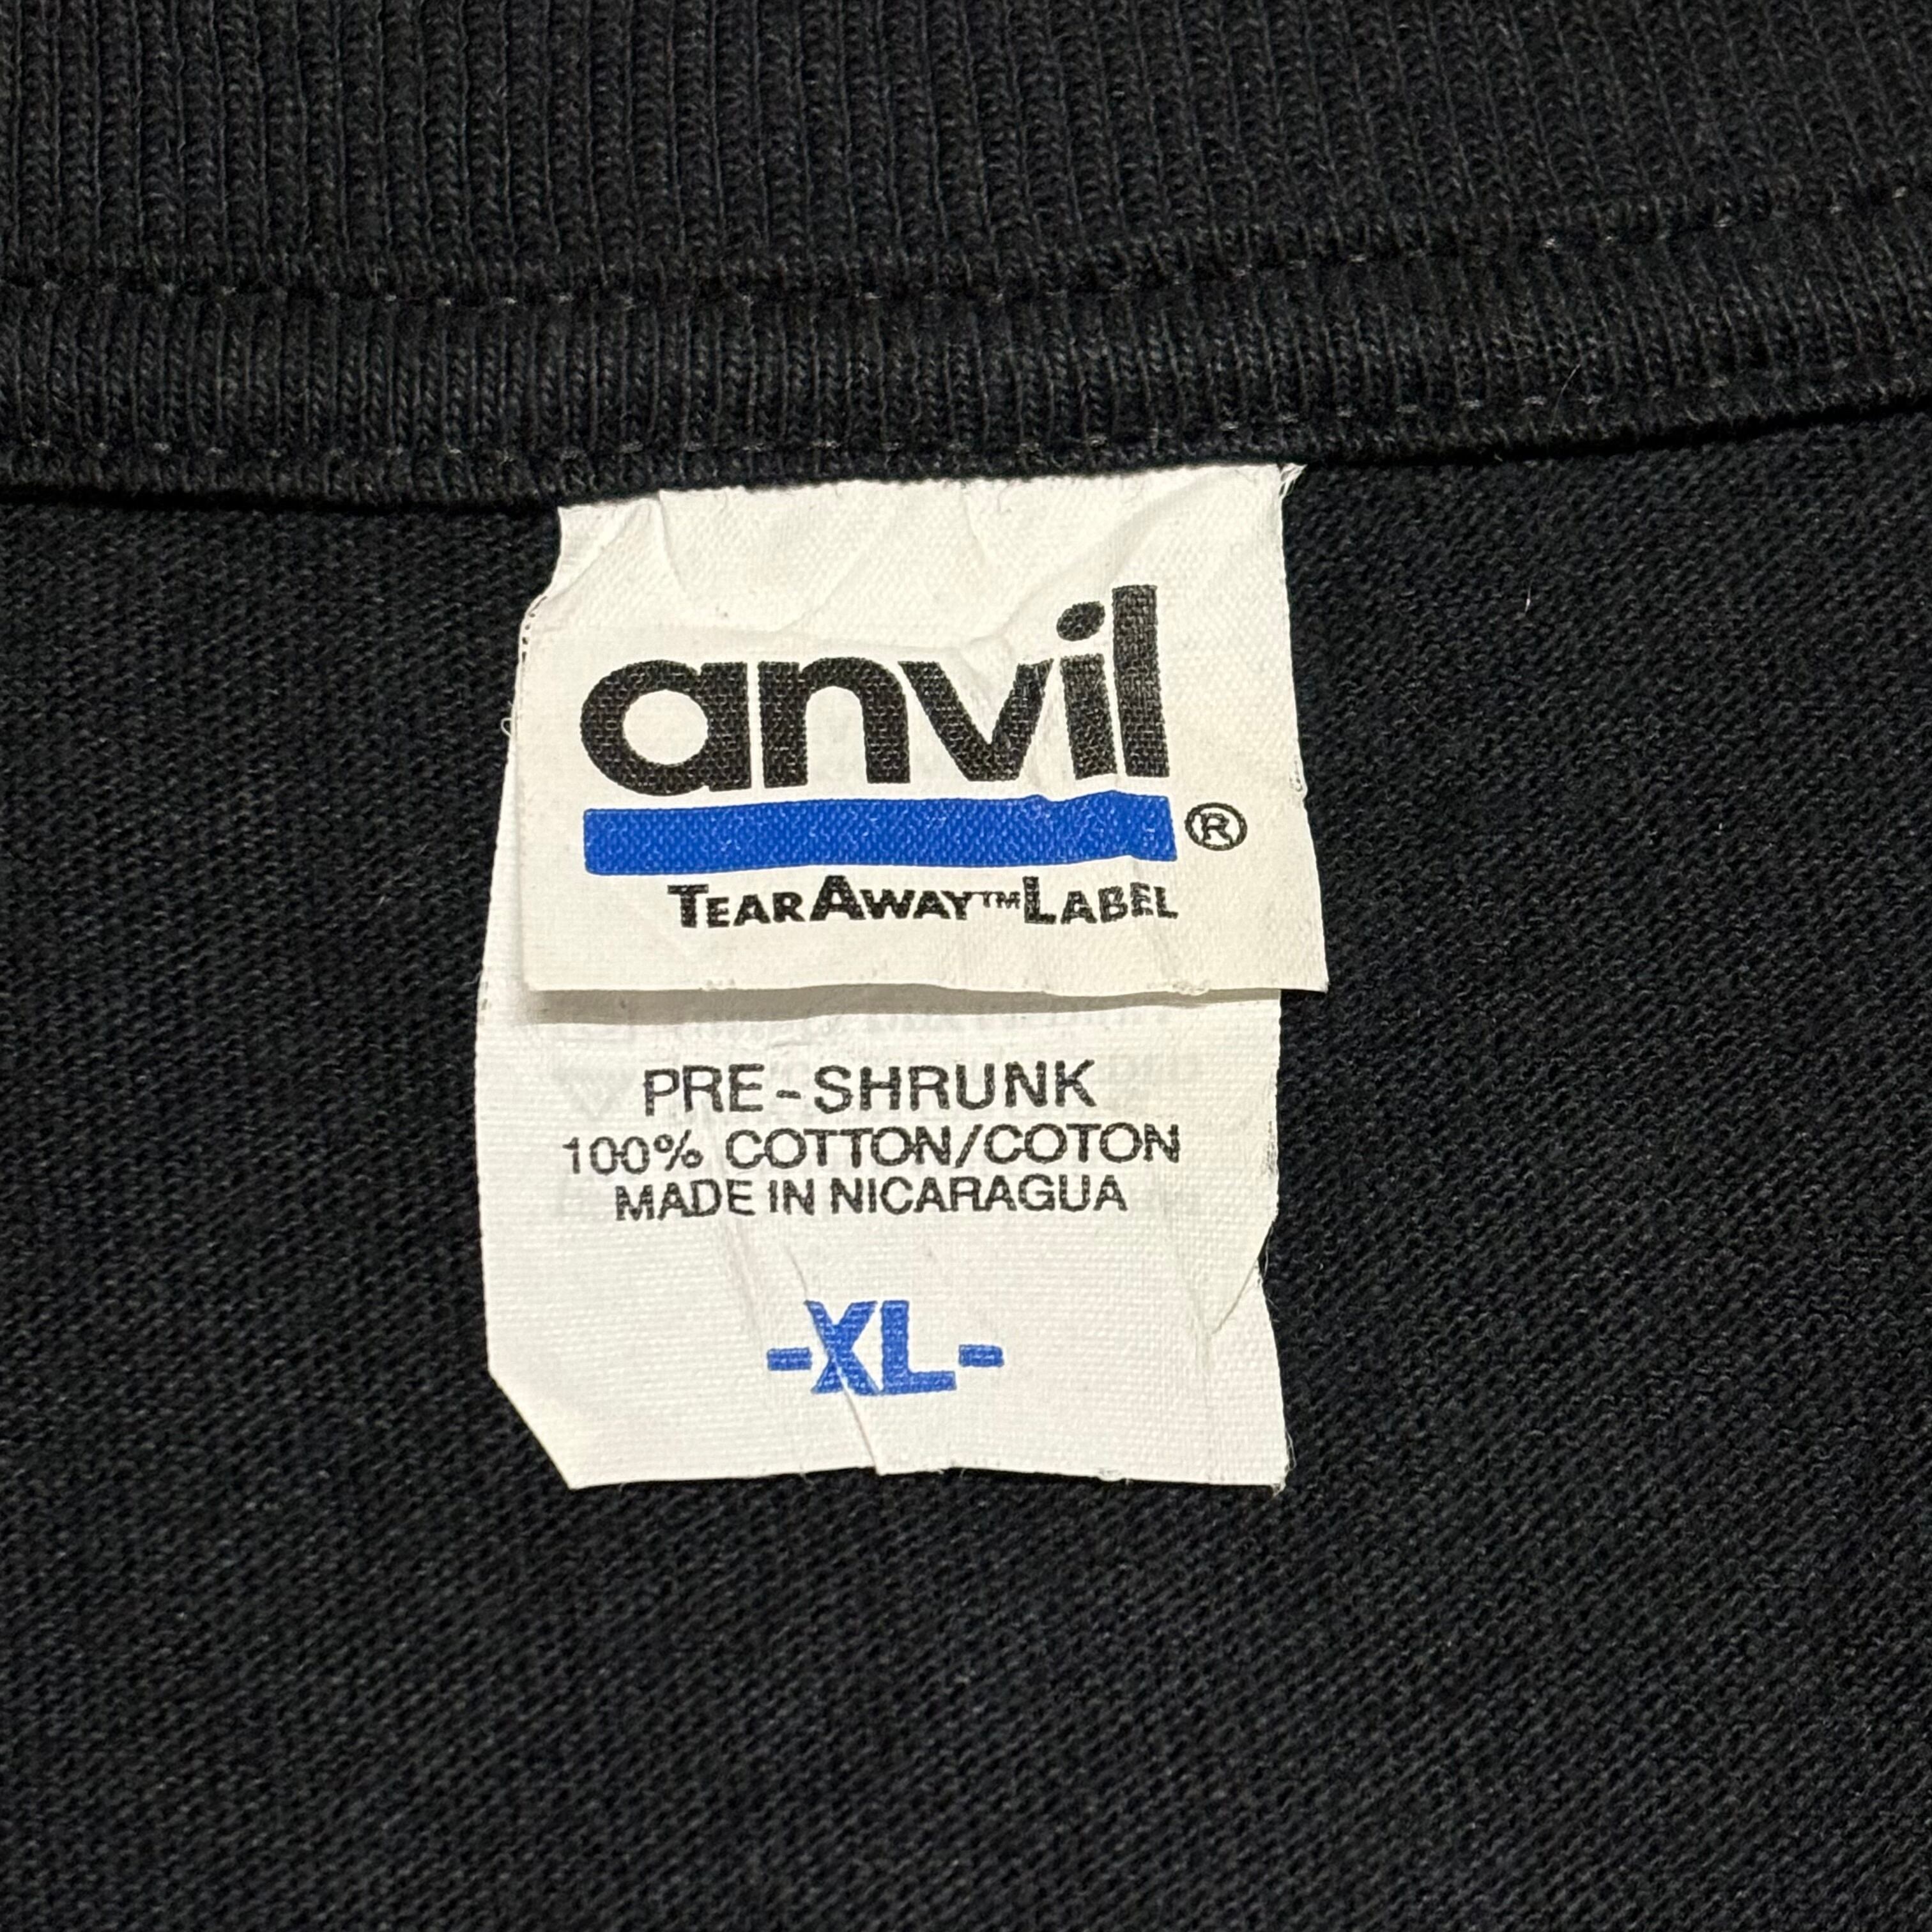 anvil
®
TEARAWAY™LABEL
PRE-SHRUNK
100% COTTON/COTON
MADE IN NICARAGUA
-XL-